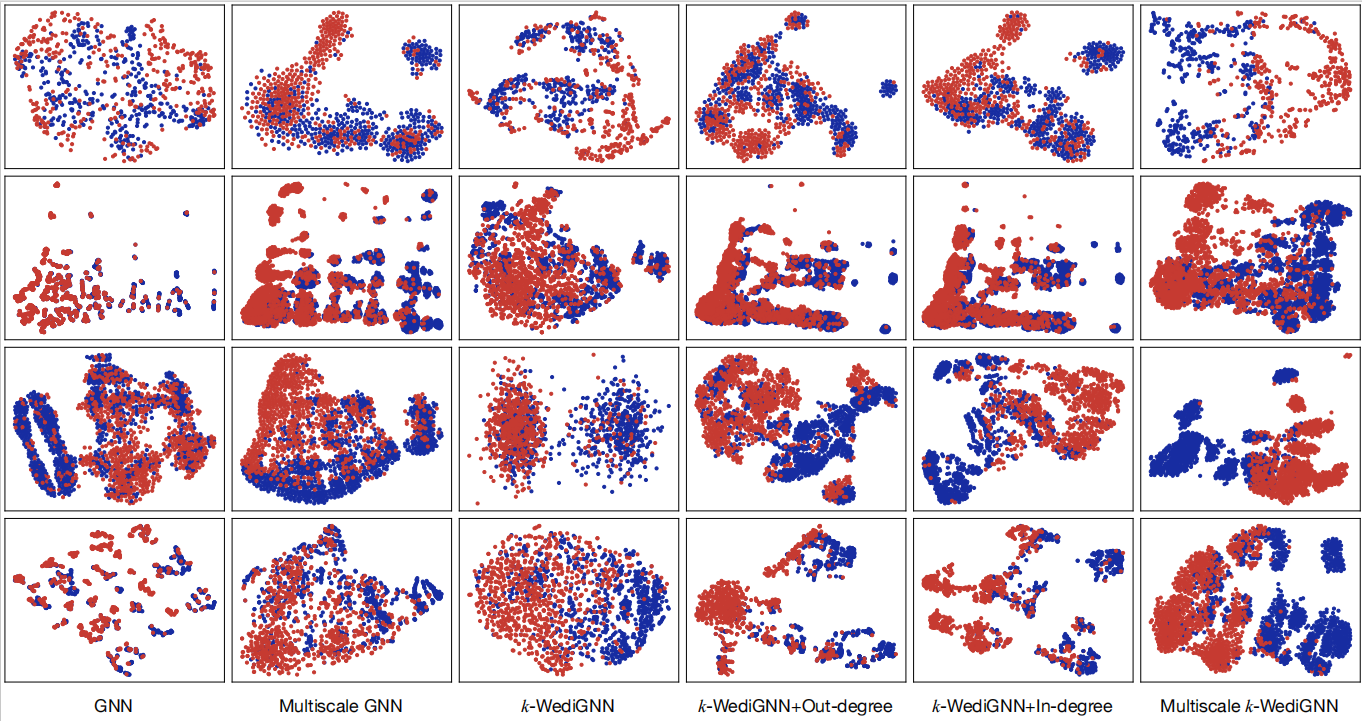 GNN
Multiscale GNN
k-WediGNN
k-WediGNN+Out-degree
k-WediGNN+In-degree
Multiscale k-WediGNN